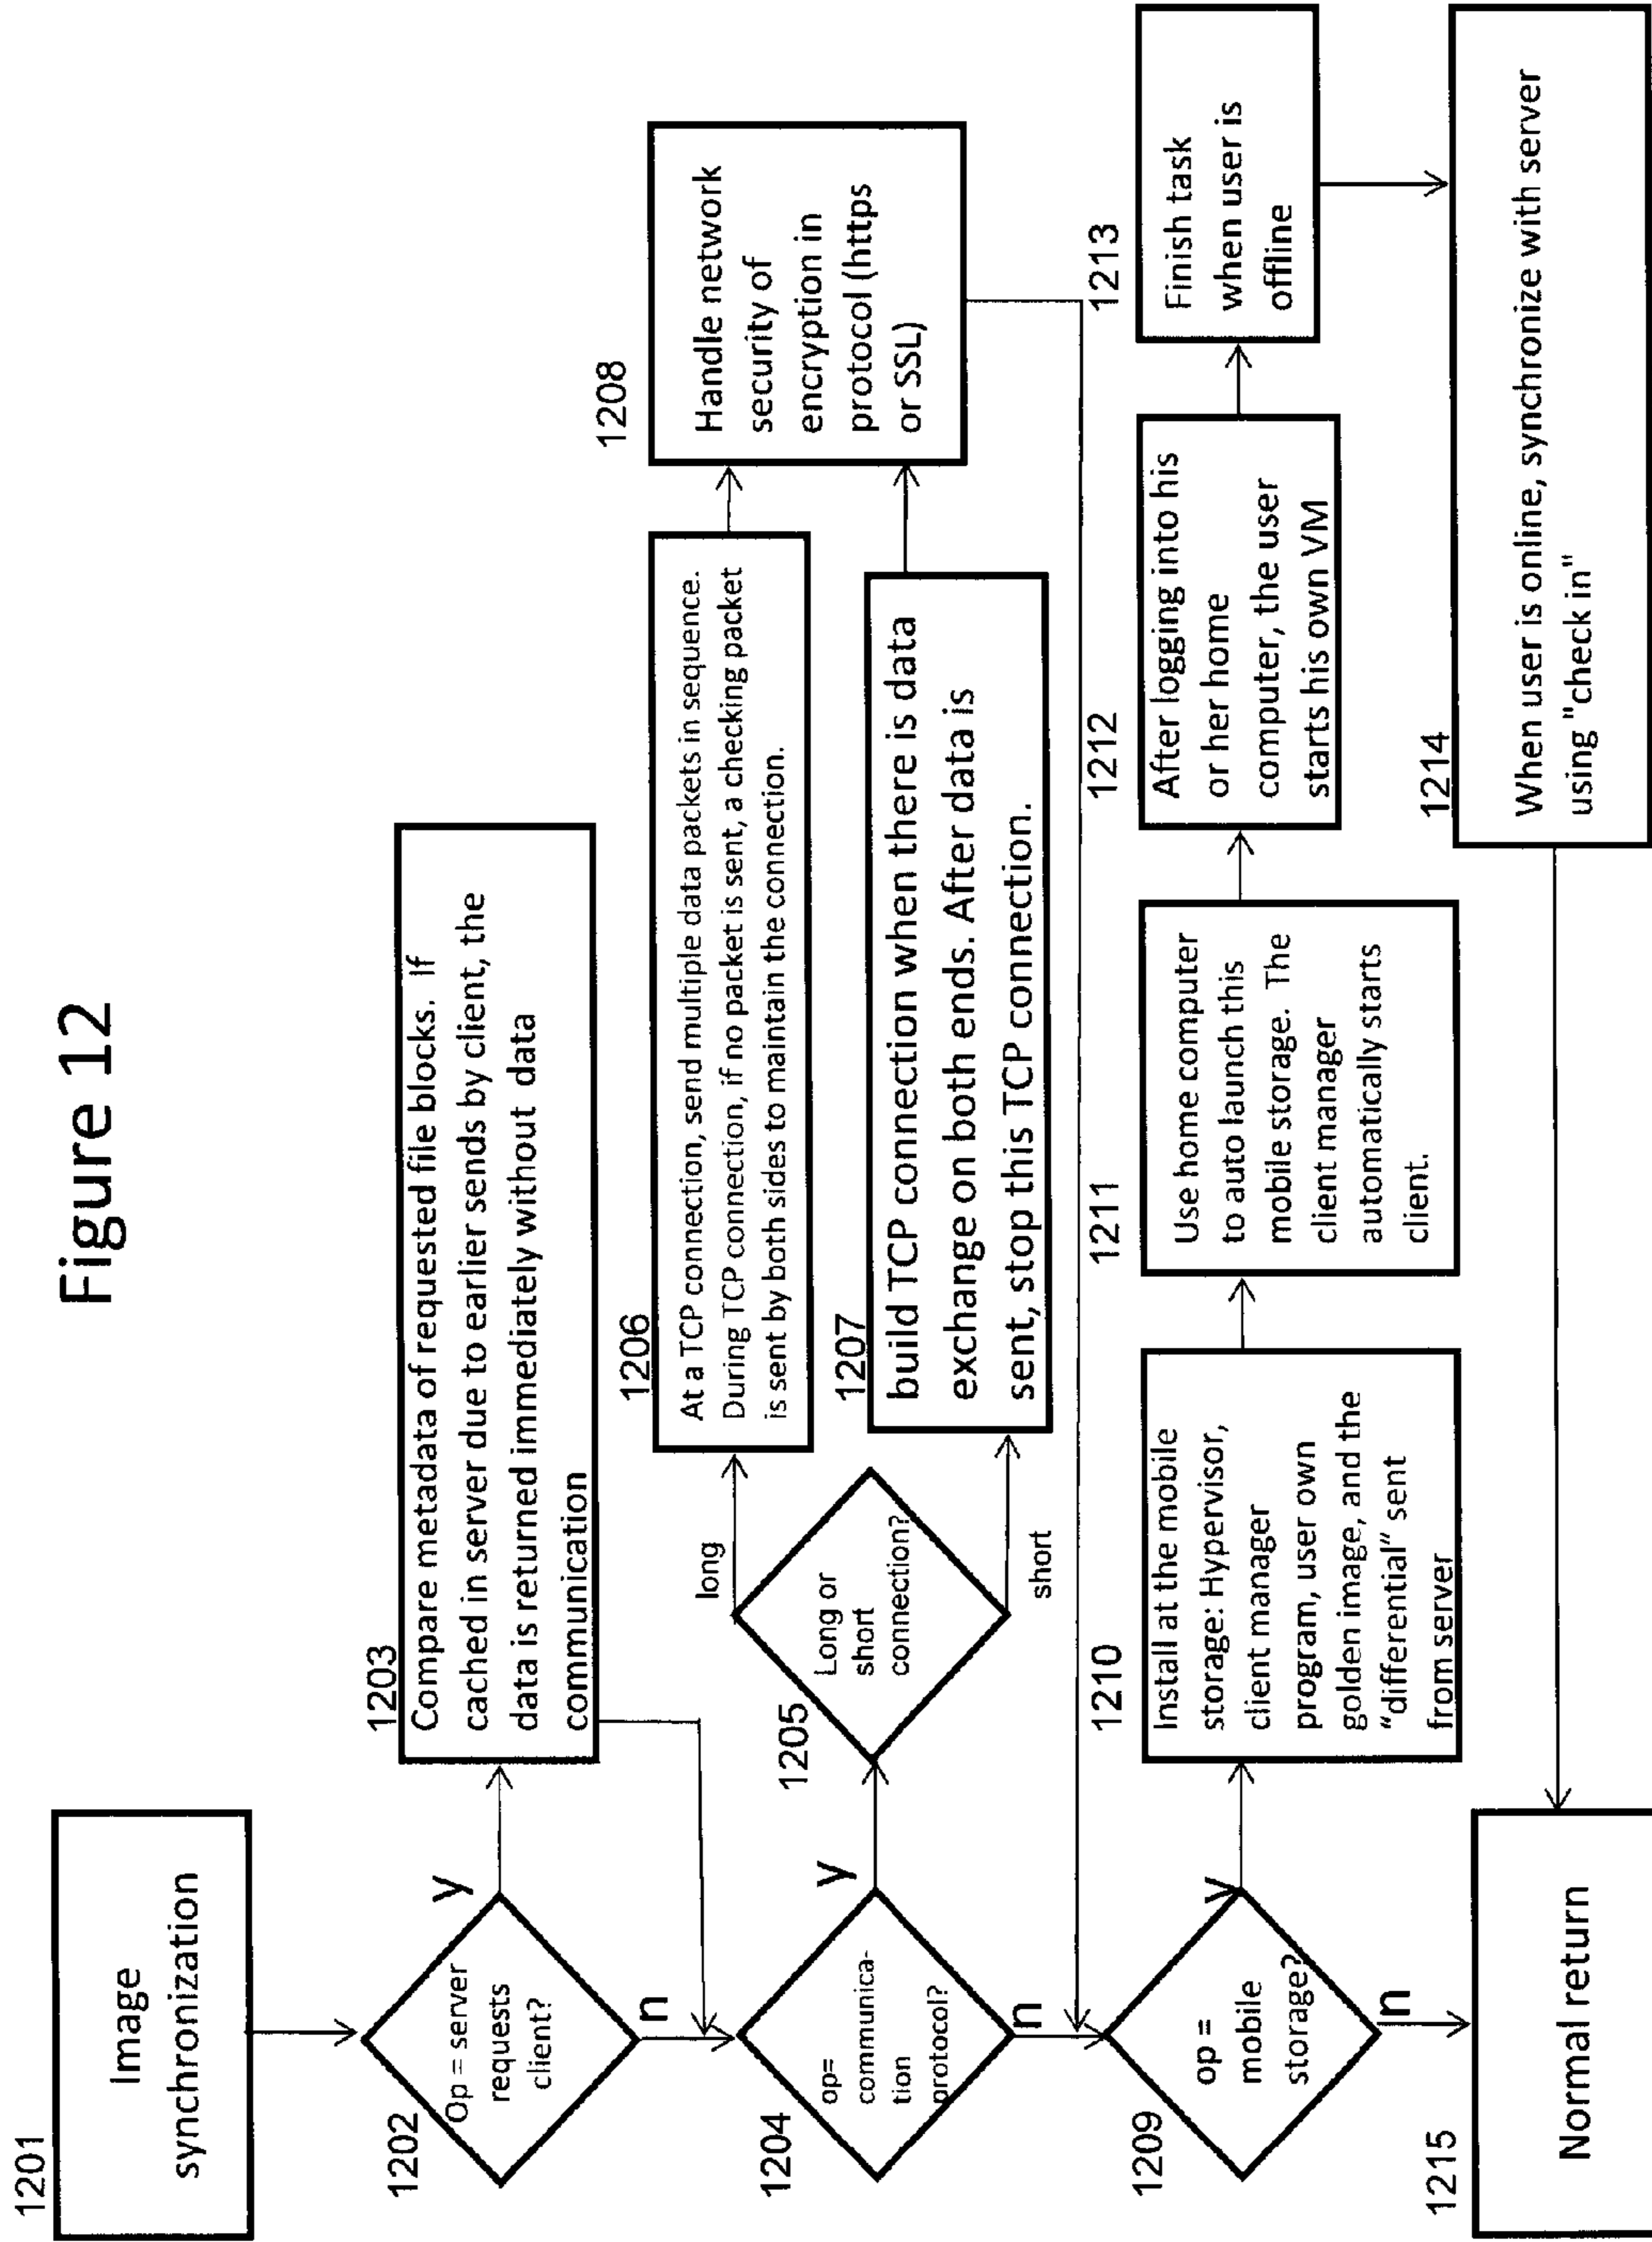 Figure 12
1201
Image
synchronization
1202
Op = server
requests
client?
y
n
1203
Compare metadata of requested file blocks. If
cached in server due to earlier sends by client, the
data is returned immediately without data
communication
1204
op=
communica-
tion
protocol?
y
n
1205
Long or
short
connection?
long
short
1206
At a TCP connection, send multiple data packets in sequence.
During TCP connection, if no packet is sent, a checking packet
is sent by both sides to maintain the connection.
1207
build TCP connection when there is data
exchange on both ends. After data is
sent, stop this TCP connection.
1208
Handle network
security of
encryption in
protocol (https
or SSL)
1209
op =
mobile
storage?
y
n
1210
Install at the mobile
storage: Hypervisor,
client manager
program, user own
golden image, and the
"differential" sent
from server
1211
Use home computer
to auto launch this
mobile storage. The
client manager
automatically starts
client.
1212
After logging into his
or her home
computer, the user
starts his own VM
1213
Finish task
when user is
offline
1214
When user is online, synchronize with server
using "check in"
1215
Normal return